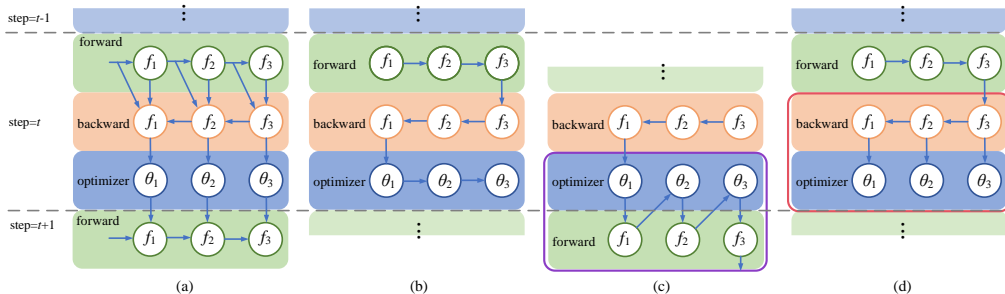 step=t-1
step=t
step=t+1
forward
f1 f2 f3
backward
f1 f2 f3
optimizer
θ1 θ2 θ3
forward
f1 f2 f3
(a)
forward
f1 f2 f3
backward
f1 f2 f3
optimizer
θ1 θ2 θ3
(b)
backward
f1 f2 f3
optimizer
θ1 θ2 θ3
forward
f1 f2 f3
(c)
forward
f1 f2 f3
backward
f1 f2 f3
optimizer
θ1 θ2 θ3
(d)